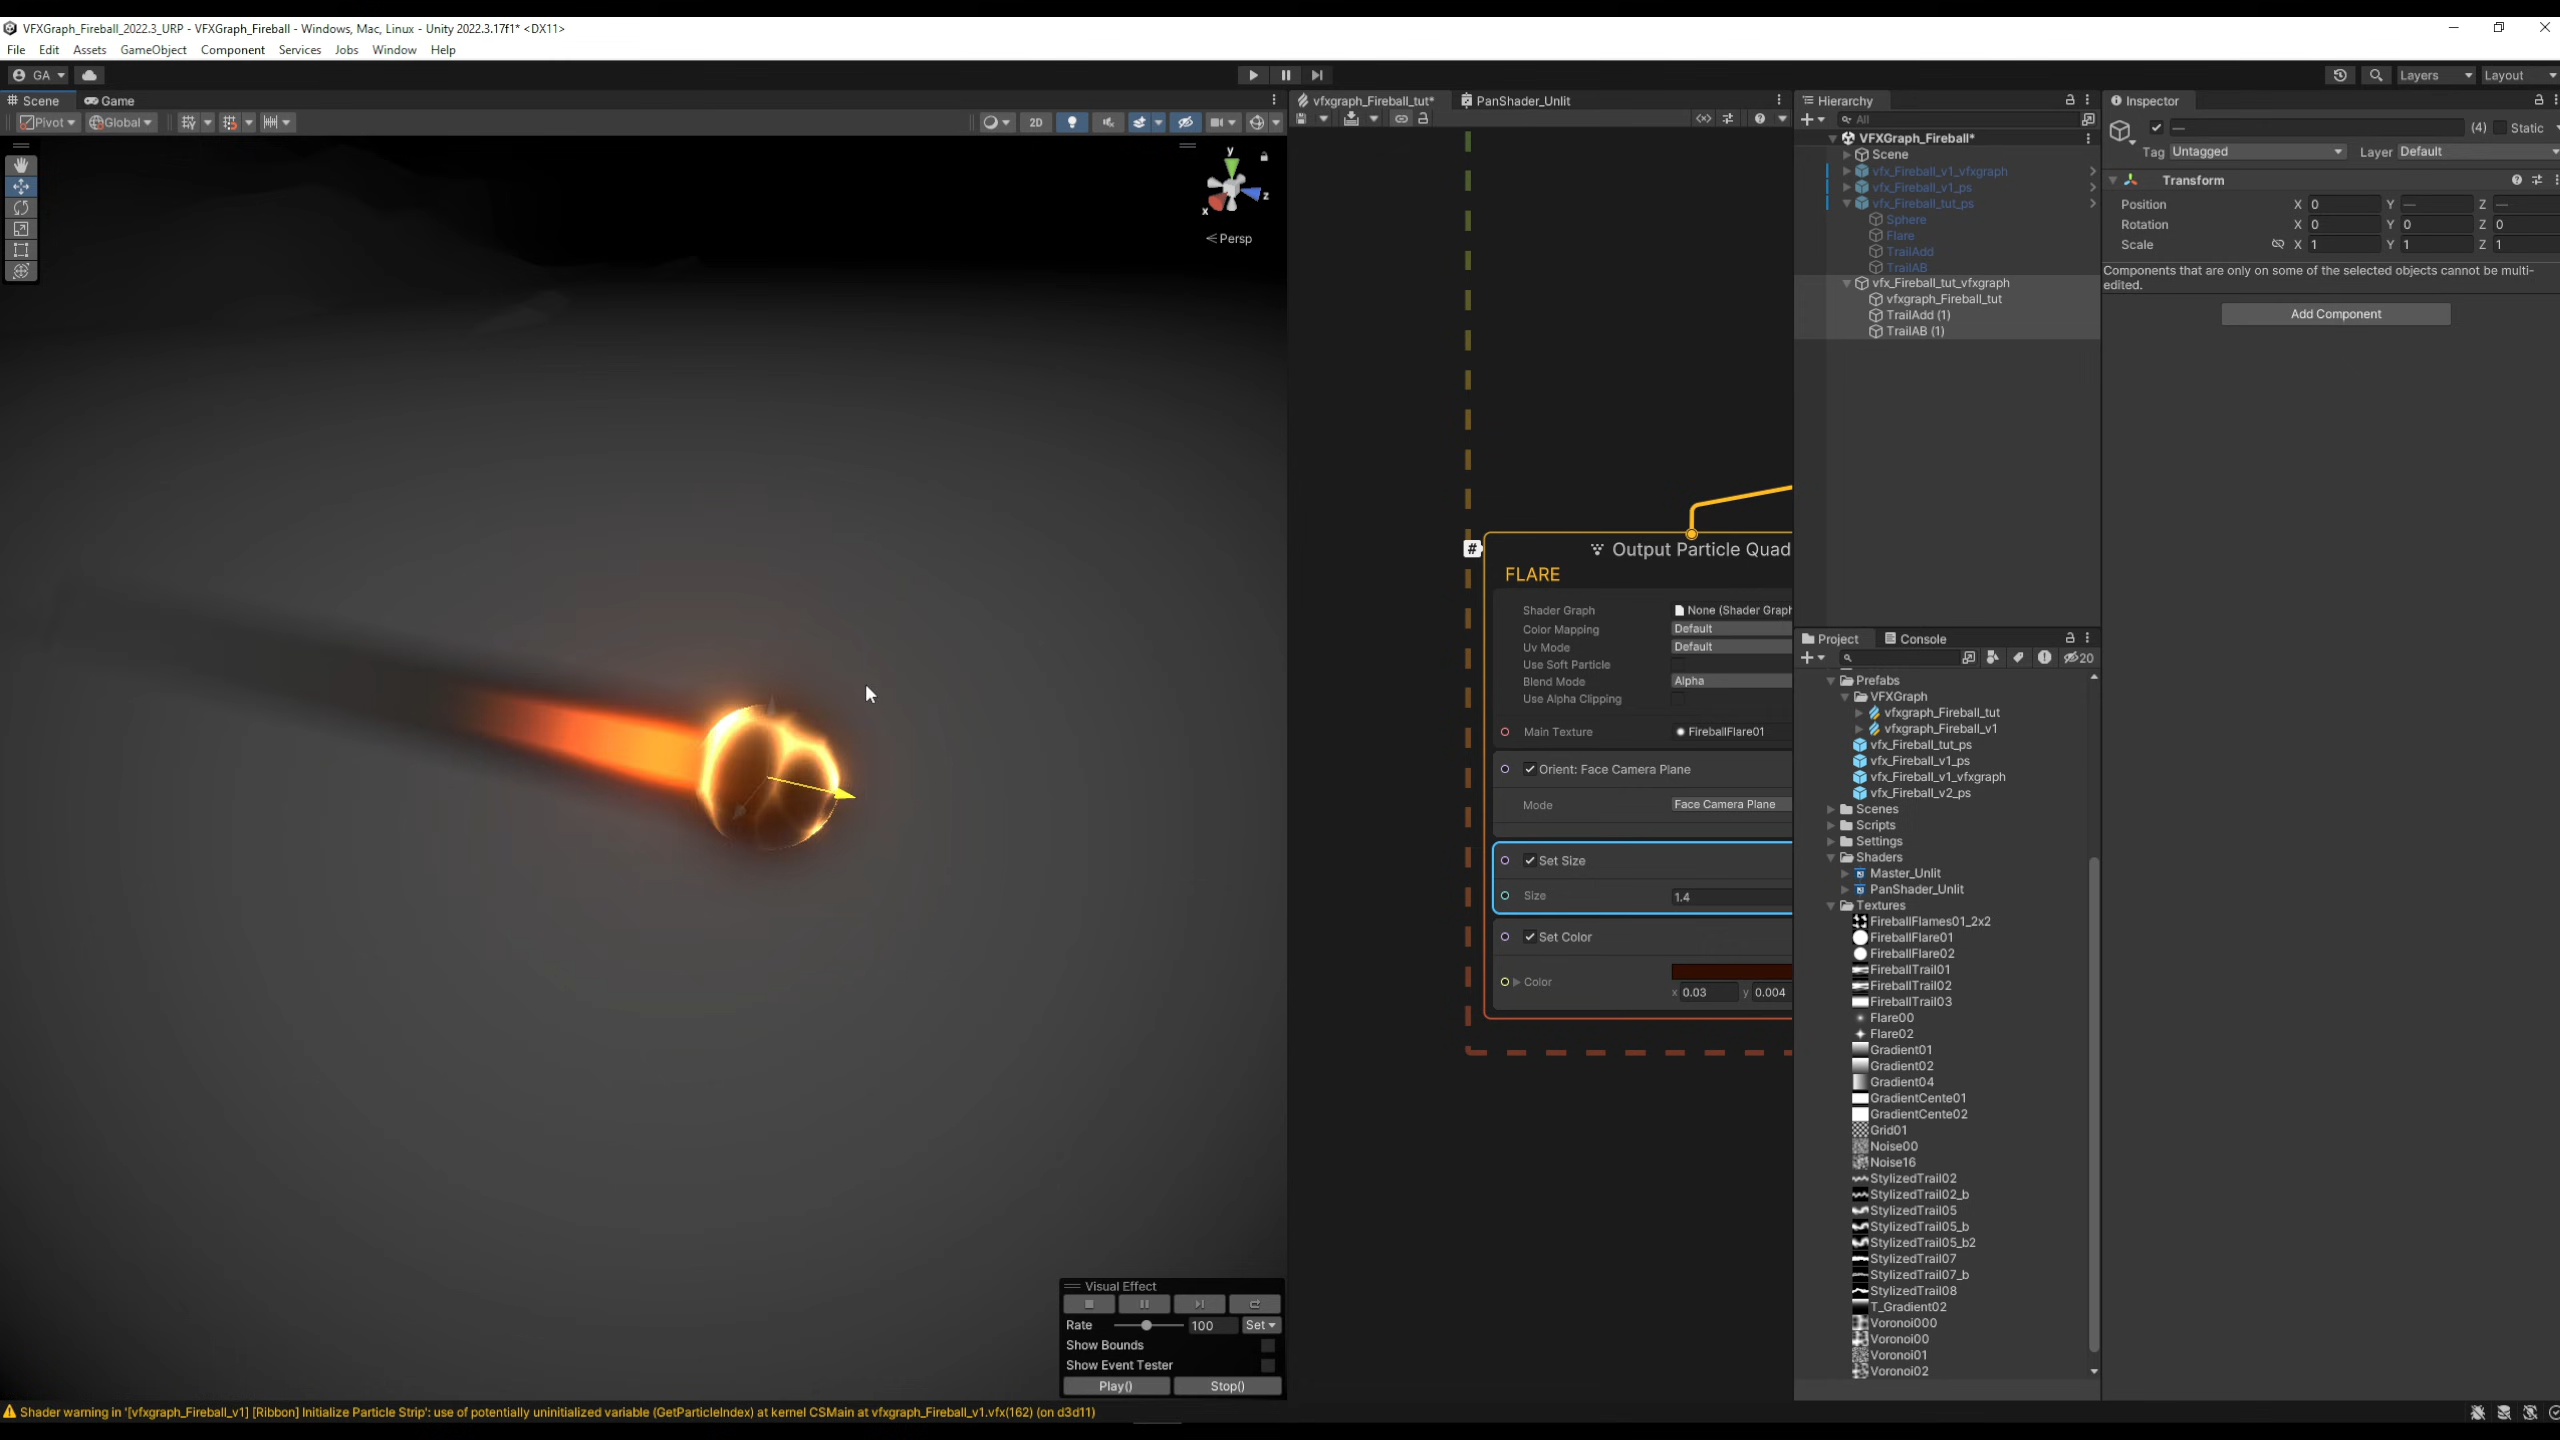 VFXGraph_Fireball_2022.3_URP - VFXGraph_Fireball - Windows, Mac, Linux - Unity 2022.3.17f1* <DX11>
File Edit Assets GameObject Component Services Jobs Window Help
GA
Layers Layout
Scene Game
Pivot Global 2D
y
z
x
Persp
Visual Effect
Rate 100 Set
Show Bounds
Show Event Tester
Play() Stop()
vfxgraph_Fireball_tut* PanShader_Unlit
# Output Particle Quad
FLARE
Shader Graph None (Shader Graph
Color Mapping Default
Uv Mode Default
Use Soft Particle
Blend Mode Alpha
Use Alpha Clipping
Main Texture FireballFlare01
Orient: Face Camera Plane
Mode Face Camera Plane
Set Size
Size 1.4
Set Color
Color
x 0.03 y 0.004
Hierarchy
All
VFXGraph_Fireball*
Scene
vfx_Fireball_v1_vfxgraph
vfx_Fireball_v1_ps
vfx_Fireball_tut_ps
Sphere
Flare
TrailAdd
TrailAB
vfx_Fireball_tut_vfxgraph
vfxgraph_Fireball_tut
TrailAdd (1)
TrailAB (1)
Project Console
20
Prefabs
VFXGraph
vfxgraph_Fireball_tut
vfxgraph_Fireball_v1
vfx_Fireball_tut_ps
vfx_Fireball_v1_ps
vfx_Fireball_v1_vfxgraph
vfx_Fireball_v2_ps
Scenes
Scripts
Settings
Shaders
Master_Unlit
PanShader_Unlit
Textures
FireballFlames01_2x2
FireballFlare01
FireballFlare02
FireballTrail01
FireballTrail02
FireballTrail03
Flare00
Flare02
Gradient01
Gradient02
Gradient04
GradientCente01
GradientCente02
Grid01
Noise00
Noise16
StylizedTrail02
StylizedTrail02_b
StylizedTrail05
StylizedTrail05_b
StylizedTrail05_b2
StylizedTrail07
StylizedTrail07_b
StylizedTrail08
T_Gradient02
Voronoi000
Voronoi00
Voronoi01
Voronoi02
Inspector
— (4) Static
Tag Untagged Layer Default
Transform
Position X 0 Y — Z —
Rotation X 0 Y 0 Z 0
Scale X 1 Y 1 Z 1
Components that are only on some of the selected objects cannot be multi-
edited.
Add Component
Shader warning in '[vfxgraph_Fireball_v1] [Ribbon] Initialize Particle Strip': use of potentially uninitialized variable (GetParticleIndex) at kernel CSMain at vfxgraph_Fireball_v1.vfx(162) (on d3d11)